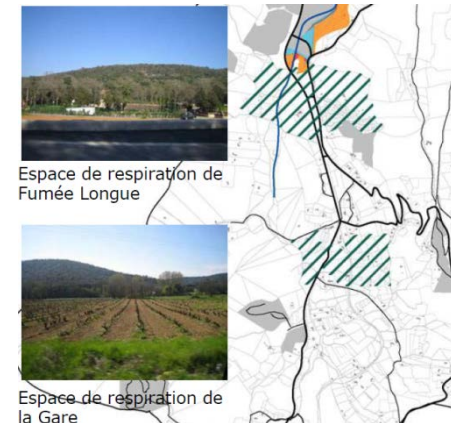 Espace de respiration de
Fumée Longue
Espace de respiration de
la Gare